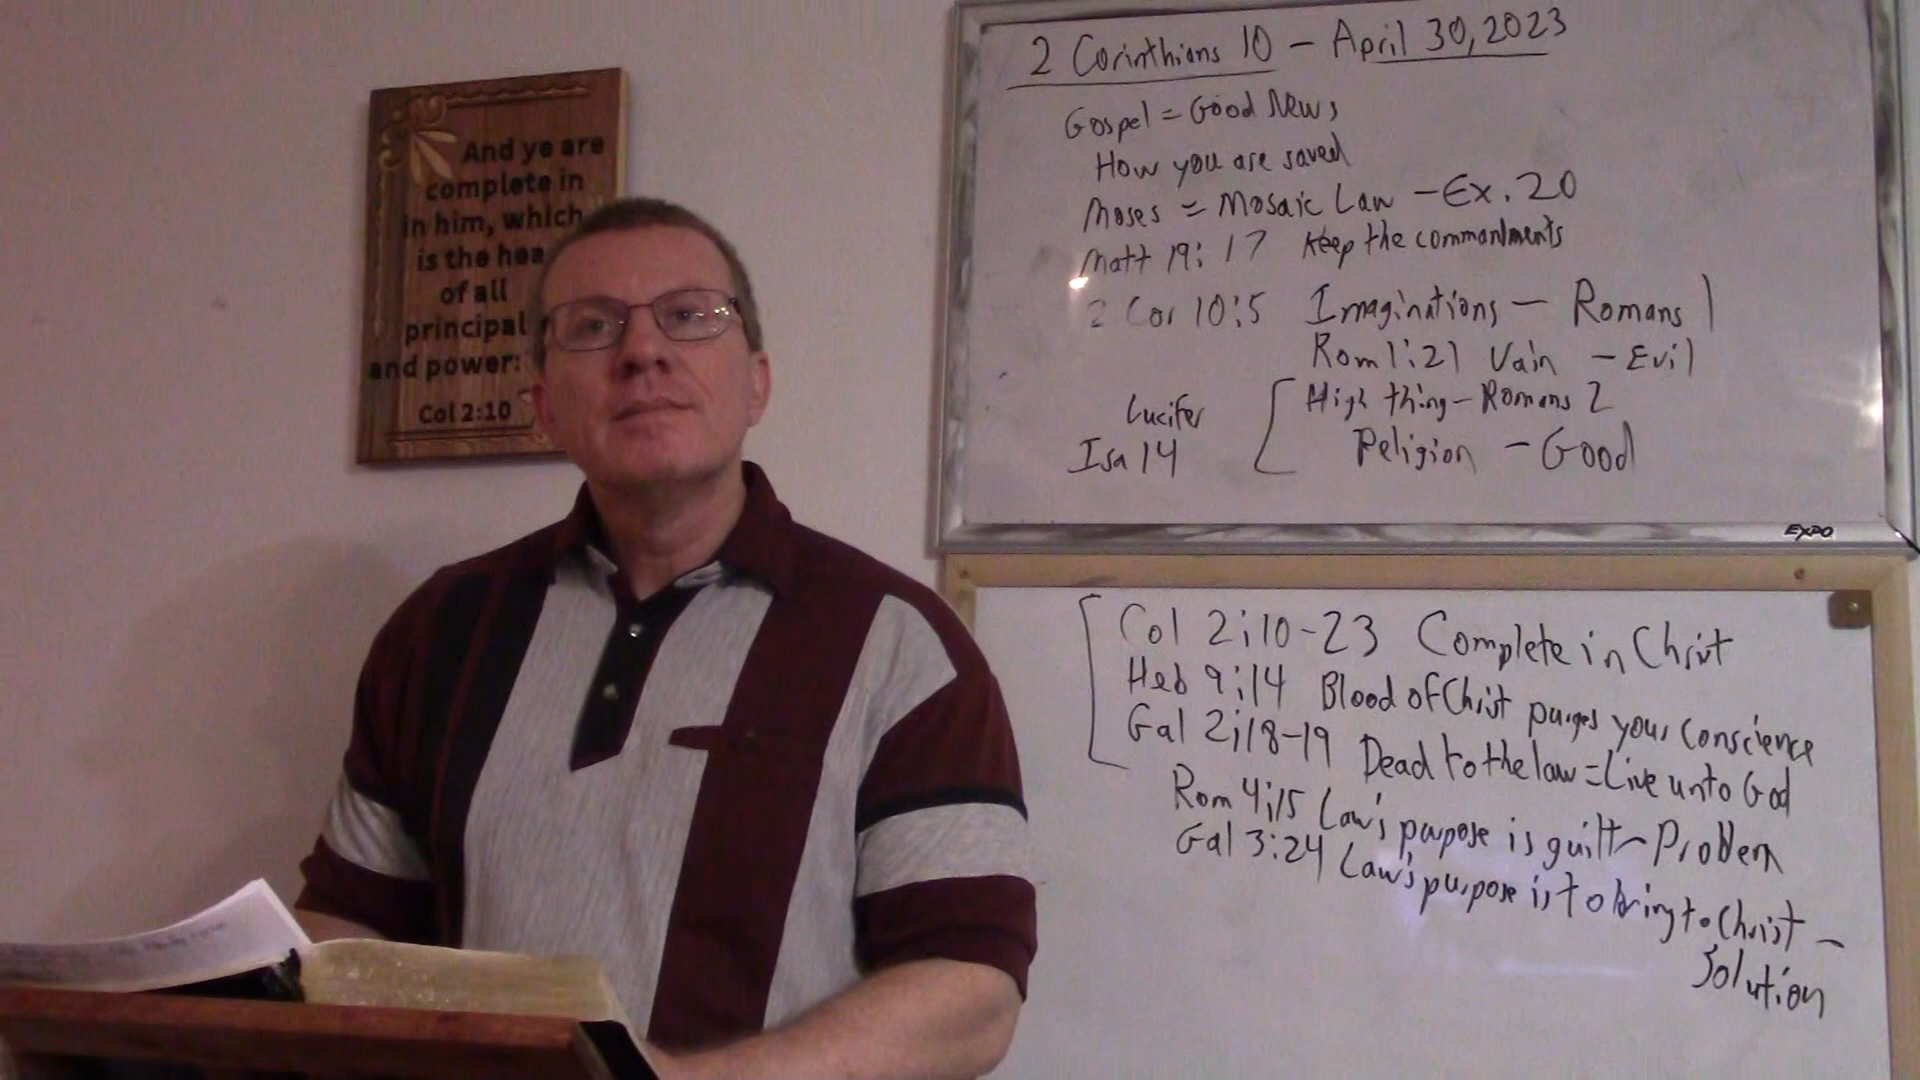 And ye are
complete in
in him, which
is the hea
of all
principal
and power:
Col 2:10
2 Corinthians 10 - April 30, 2023
Gospel = Good News
How you are saved
Moses = Mosaic Law - Ex. 20
Matt 19:17 Keep the commandments
2 Cor 10:5 Imaginations - Romans 1
Rom 1:21 Vain - Evil
Lucifer
Isa 14
High thing - Romans 2
Religion - Good
EXPO
Col 2:10-23 Complete in Christ
Heb 9:14 Blood of Christ purges your conscience
Gal 2:18-19 Dead to the law = Live unto God
Rom 4:15 Law's purpose is guilt - Problem
Gal 3:24 Law's purpose is to bring to Christ -
Solution